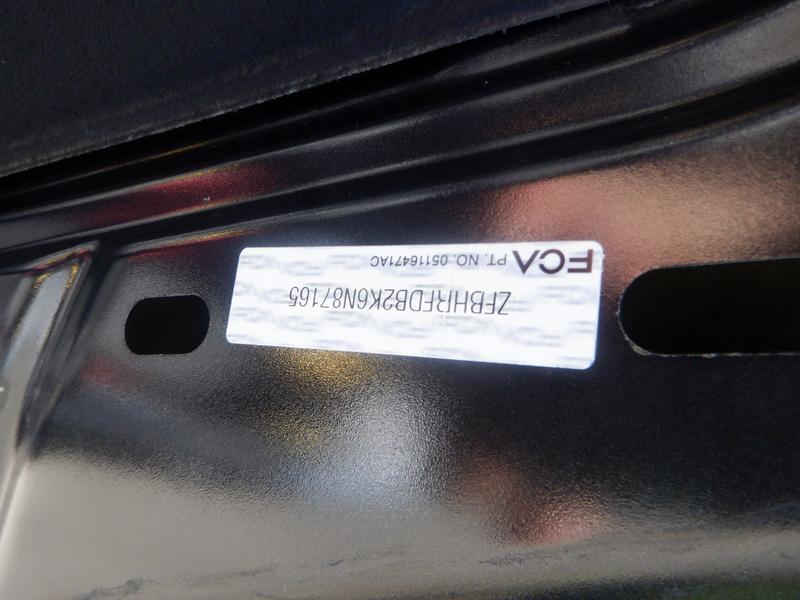 FCA PT. NO. 05116471AC
ZFBHRFDB2K6N87165